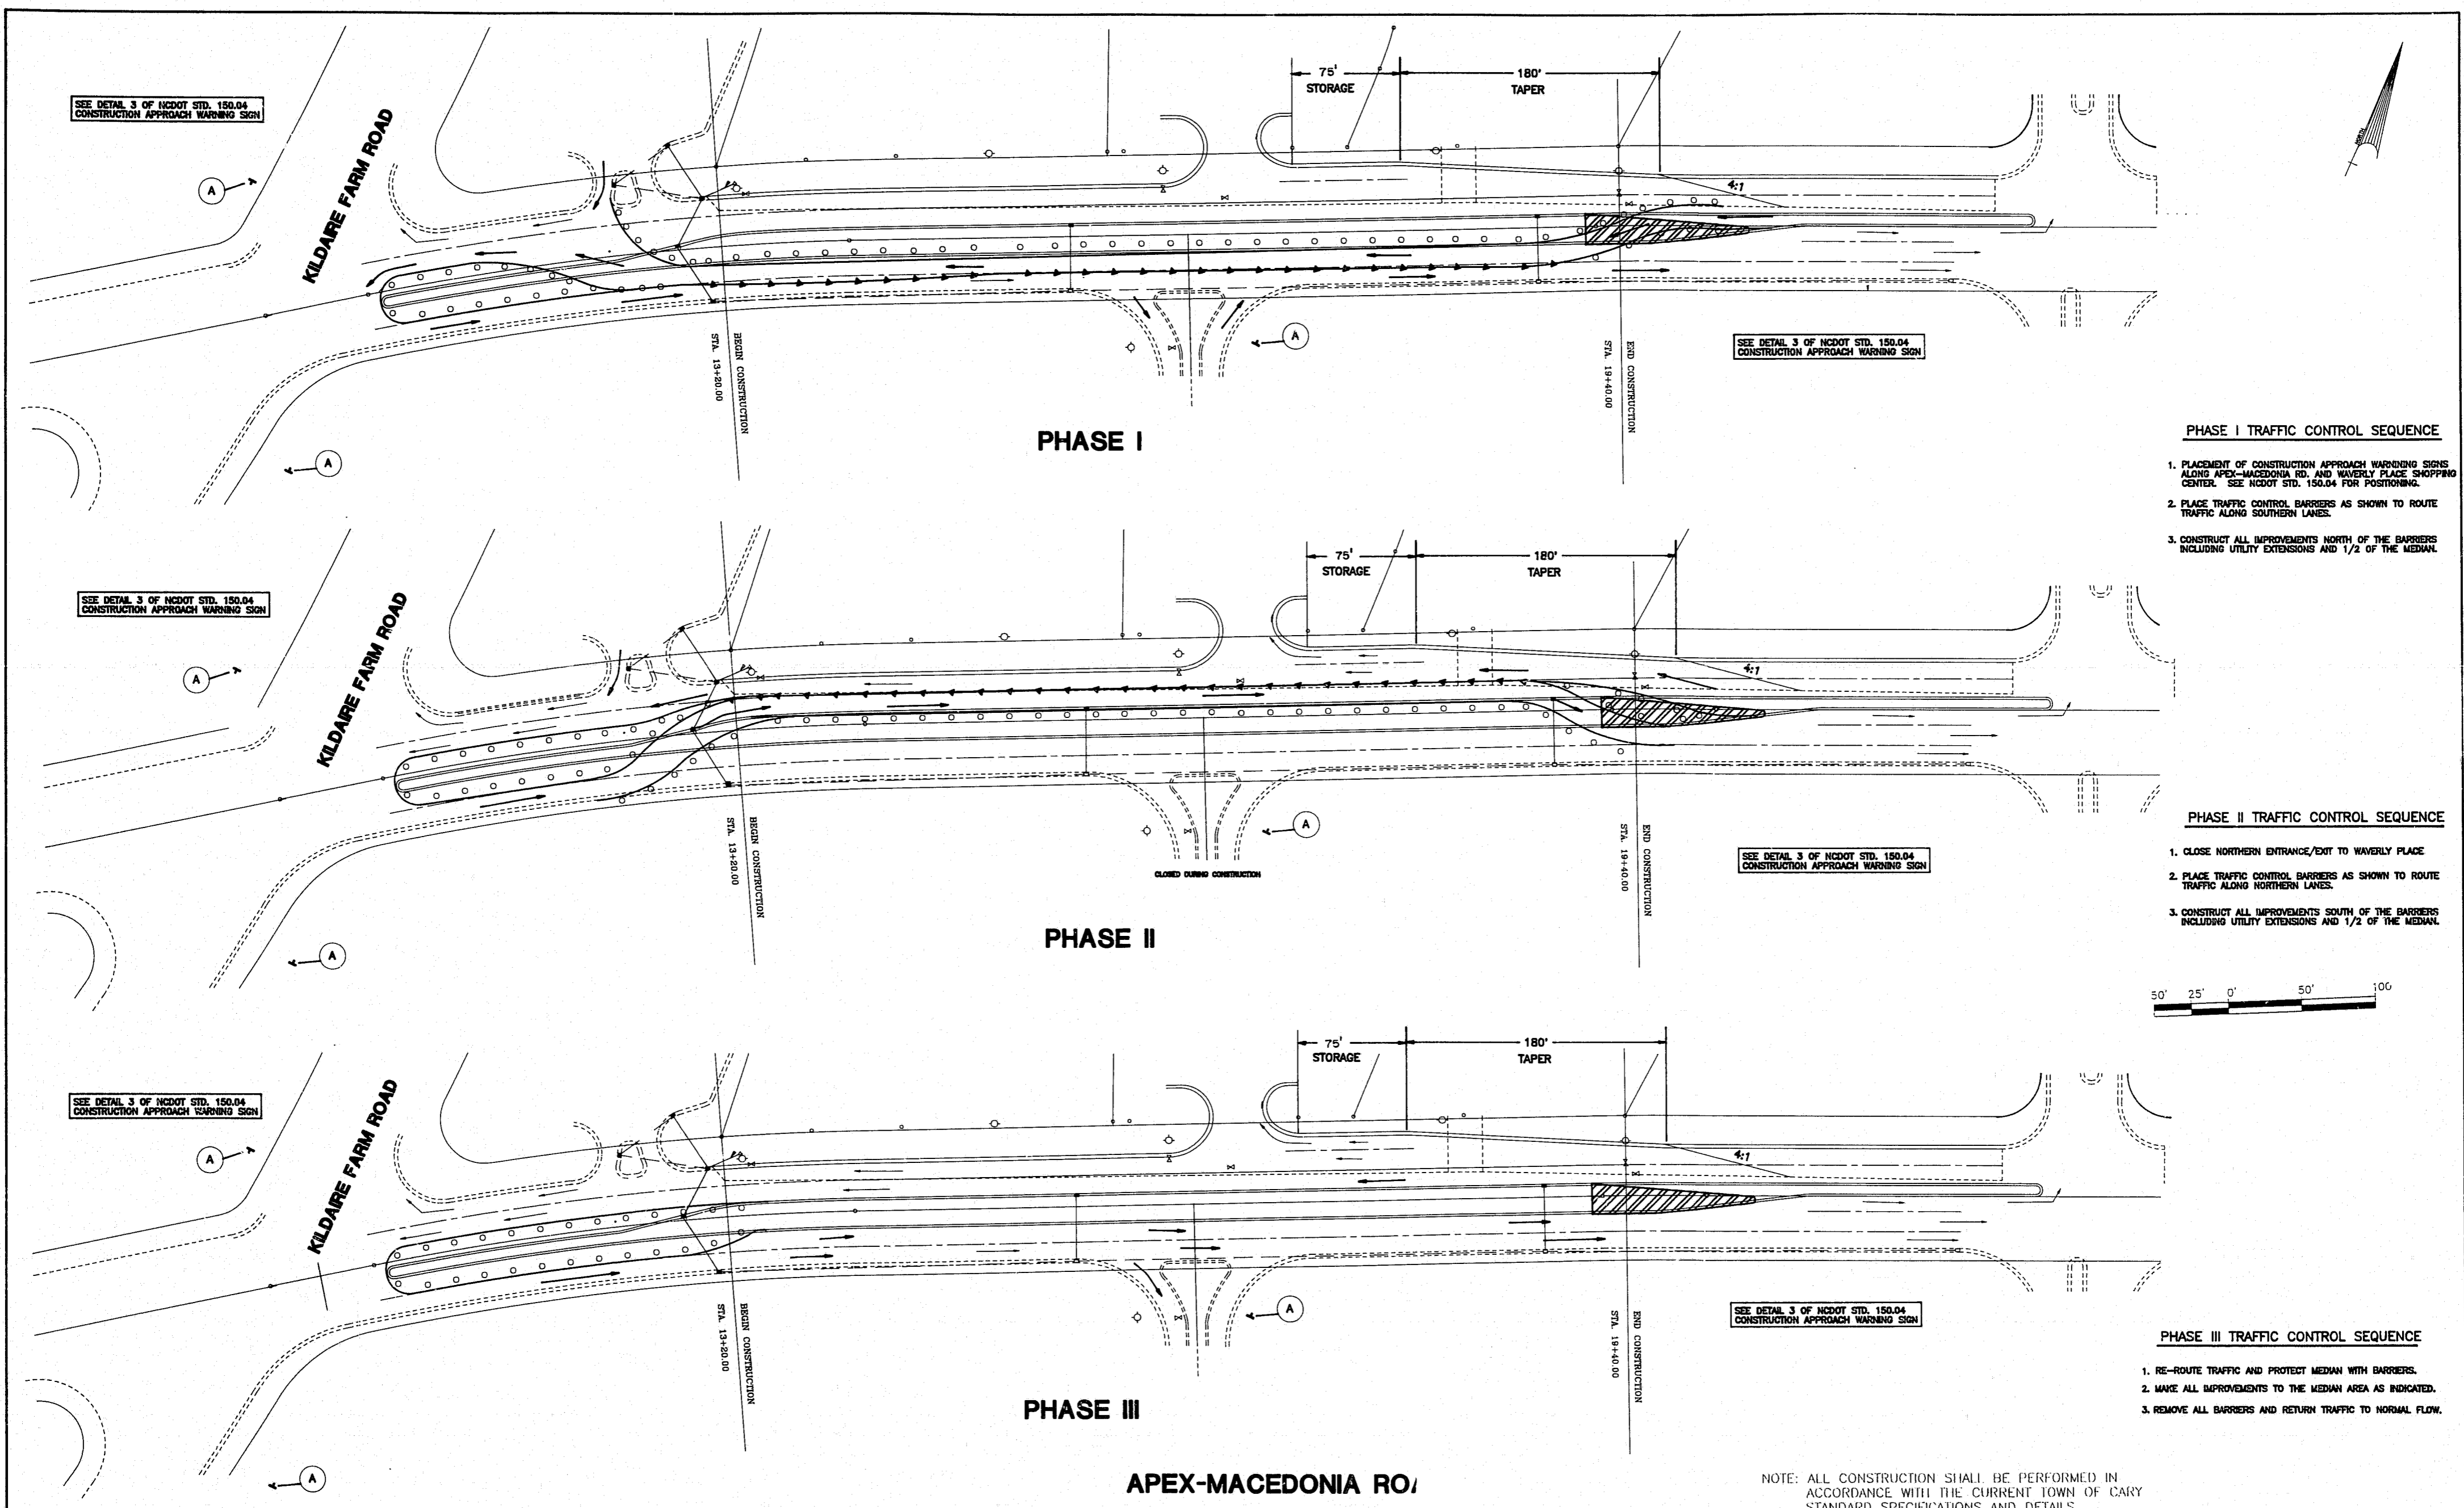 SEE DETAIL 3 OF NCDOT STD. 150.04
CONSTRUCTION APPROACH WARNING SIGN
KILDAIRE FARM ROAD
A
75'
STORAGE
180'
TAPER
4:1
NORTH
BEGIN CONSTRUCTION
STA. 13+20.00
A
END CONSTRUCTION
STA. 19+40.00
SEE DETAIL 3 OF NCDOT STD. 150.04
CONSTRUCTION APPROACH WARNING SIGN
A
PHASE I
PHASE I TRAFFIC CONTROL SEQUENCE
1. PLACEMENT OF CONSTRUCTION APPROACH WARNINING SIGNS
ALONG APEX-MACEDONIA RD. AND WAVERLY PLACE SHOPPING
CENTER. SEE NCDOT STD. 150.04 FOR POSITIONING.
2. PLACE TRAFFIC CONTROL BARRIERS AS SHOWN TO ROUTE
TRAFFIC ALONG SOUTHERN LANES.
3. CONSTRUCT ALL IMPROVEMENTS NORTH OF THE BARRIERS
INCLUDING UTILITY EXTENSIONS AND 1/2 OF THE MEDIAN.
SEE DETAIL 3 OF NCDOT STD. 150.04
CONSTRUCTION APPROACH WARNING SIGN
KILDAIRE FARM ROAD
A
75'
STORAGE
180'
TAPER
4:1
BEGIN CONSTRUCTION
STA. 13+20.00
A
CLOSED DURING CONSTRUCTION
END CONSTRUCTION
STA. 19+40.00
SEE DETAIL 3 OF NCDOT STD. 150.04
CONSTRUCTION APPROACH WARNING SIGN
A
PHASE II
PHASE II TRAFFIC CONTROL SEQUENCE
1. CLOSE NORTHERN ENTRANCE/EXIT TO WAVERLY PLACE
2. PLACE TRAFFIC CONTROL BARRIERS AS SHOWN TO ROUTE
TRAFFIC ALONG NORTHERN LANES.
3. CONSTRUCT ALL IMPROVEMENTS SOUTH OF THE BARRIERS
INCLUDING UTILITY EXTENSIONS AND 1/2 OF THE MEDIAN.
50' 25' 0' 50' 100
SEE DETAIL 3 OF NCDOT STD. 150.04
CONSTRUCTION APPROACH WARNING SIGN
KILDAIRE FARM ROAD
A
75'
STORAGE
180'
TAPER
4:1
BEGIN CONSTRUCTION
STA. 13+20.00
A
END CONSTRUCTION
STA. 19+40.00
SEE DETAIL 3 OF NCDOT STD. 150.04
CONSTRUCTION APPROACH WARNING SIGN
A
PHASE III
PHASE III TRAFFIC CONTROL SEQUENCE
1. RE-ROUTE TRAFFIC AND PROTECT MEDIAN WITH BARRIERS.
2. MAKE ALL IMPROVEMENTS TO THE MEDIAN AREA AS INDICATED.
3. REMOVE ALL BARRIERS AND RETURN TRAFFIC TO NORMAL FLOW.
APEX-MACEDONIA
NOTE: ALL CONSTRUCTION SHALL BE PERFORMED IN
ACCORDANCE WITH THE CURRENT TOWN OF CARY
STANDARD SPECIFICATIONS AND DETAILS